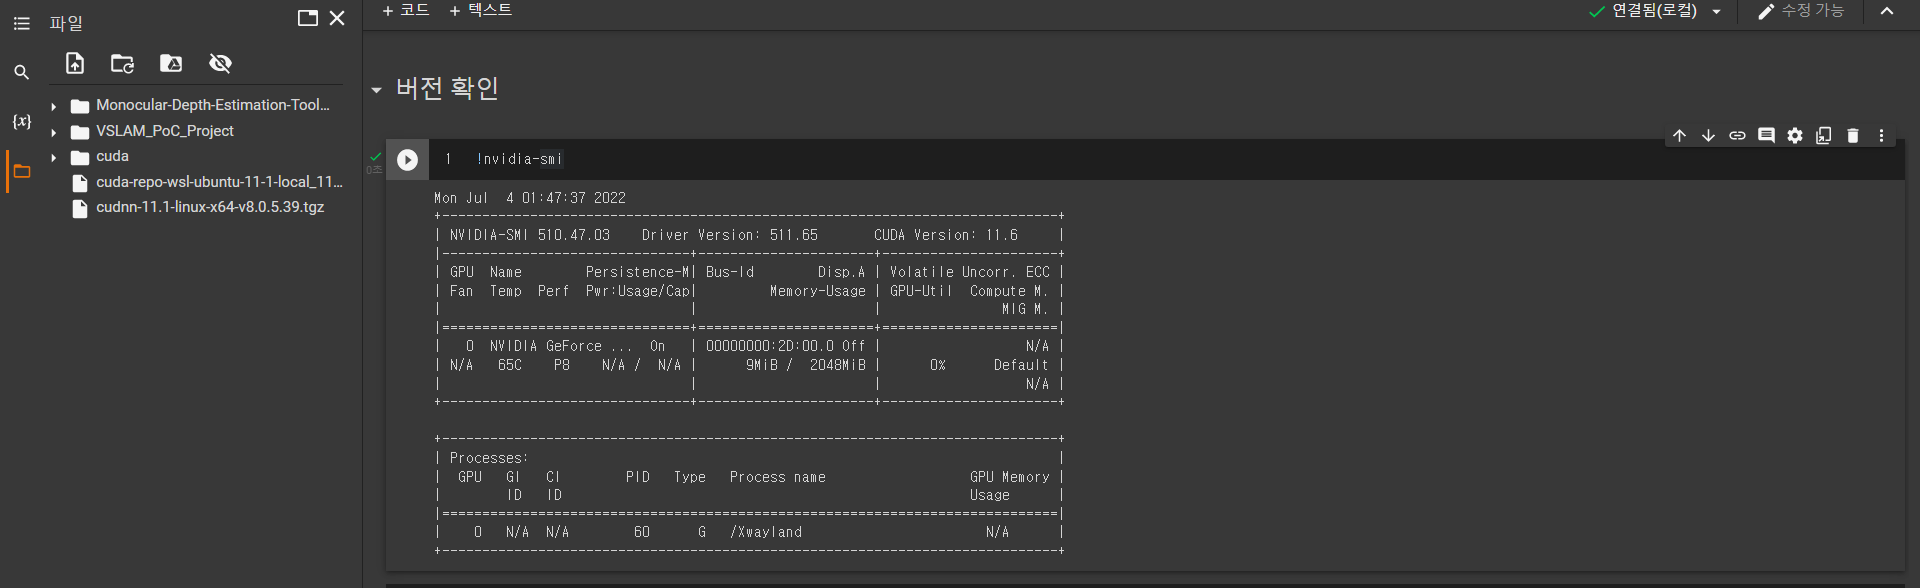 파일
Monocular-Depth-Estimation-Tool...
VSLAM_PoC_Project
cuda
cuda-repo-wsl-ubuntu-11-1-local_11...
cudnn-11.1-linux-x64-v8.0.5.39.tgz
{x}
+ 코드 + 텍스트
연결됨(로컬)
수정 가능
버전 확인
0초
1 !nvidia-smi
Mon Jul  4 01:47:37 2022
+-----------------------------------------------------------------------------+
| NVIDIA-SMI 510.47.03    Driver Version: 511.65       CUDA Version: 11.6     |
|-------------------------------+----------------------+----------------------+
| GPU  Name        Persistence-M| Bus-Id        Disp.A | Volatile Uncorr. ECC |
| Fan  Temp  Perf  Pwr:Usage/Cap|         Memory-Usage | GPU-Util  Compute M. |
|                               |                      |               MIG M. |
|===============================+======================+======================|
|   0  NVIDIA GeForce ...  On   | 00000000:2D:00.0 Off |                  N/A |
| N/A   65C    P8    N/A /  N/A |      9MiB /  2048MiB |      0%      Default |
|                               |                      |                  N/A |
+-------------------------------+----------------------+----------------------+
+-----------------------------------------------------------------------------+
| Processes:                                                                  |
|  GPU   GI   CI        PID   Type   Process name                  GPU Memory |
|        ID   ID                                                   Usage      |
|=============================================================================|
|    0   N/A  N/A        60      G   /Xwayland                       N/A      |
+-----------------------------------------------------------------------------+